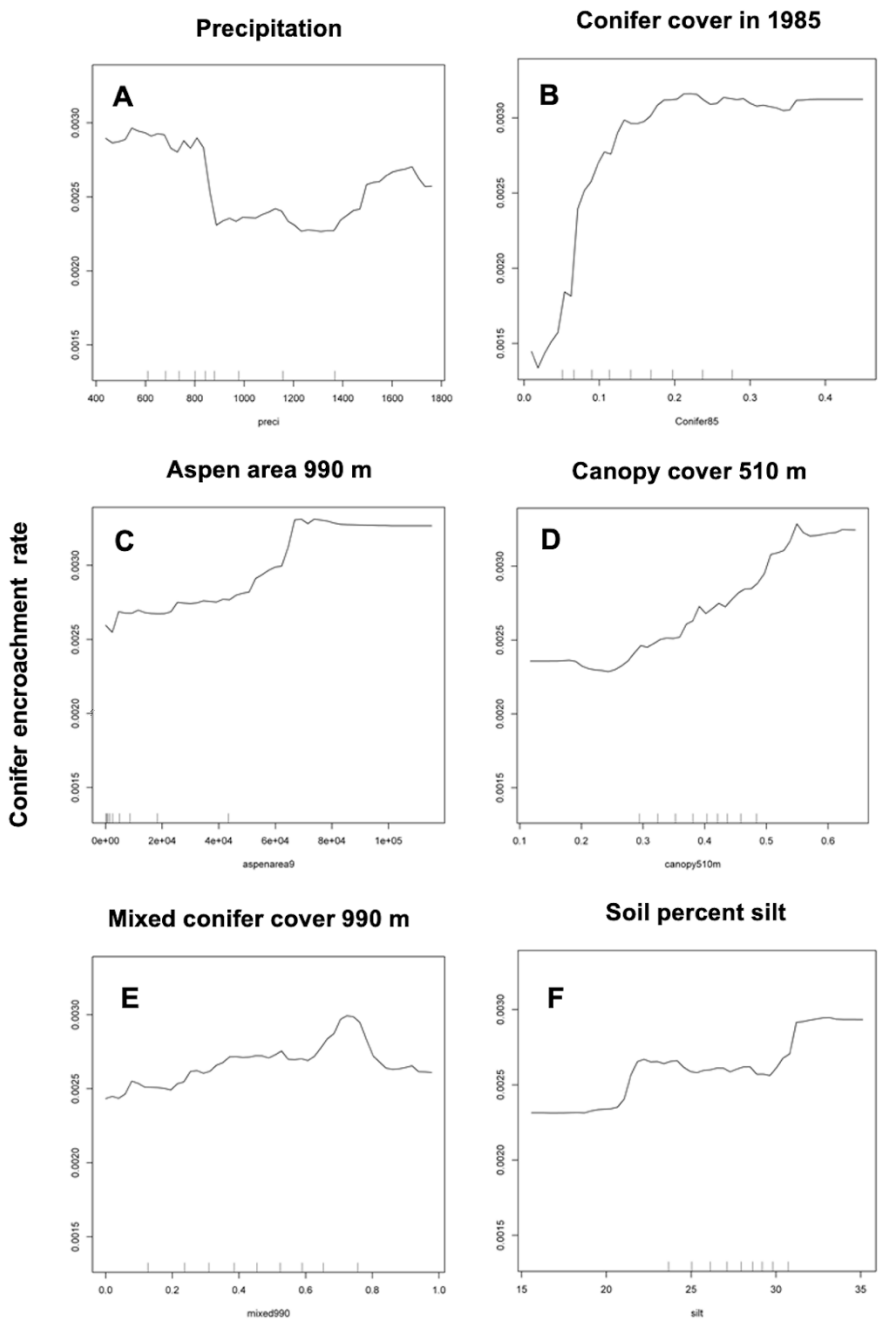 Precipitation
A
0.0030
0.0025
0.0020
0.0015
400 600 800 1000 1200 1400 1600 1800
preci
Conifer cover in 1985
B
0.0030
0.0025
0.0020
0.0015
0.0 0.1 0.2 0.3 0.4
Conifer85
Conifer encroachment rate
Aspen area 990 m
C
0.0030
0.0025
0.0020
0.0015
0e+00 2e+04 4e+04 6e+04 8e+04 1e+05
aspenarea9
Canopy cover 510 m
D
0.0030
0.0025
0.0020
0.0015
0.1 0.2 0.3 0.4 0.5 0.6
canopy510m
Mixed conifer cover 990 m
E
0.0030
0.0025
0.0020
0.0015
0.0 0.2 0.4 0.6 0.8 1.0
mixed990
Soil percent silt
F
0.0030
0.0025
0.0020
0.0015
15 20 25 30 35
silt